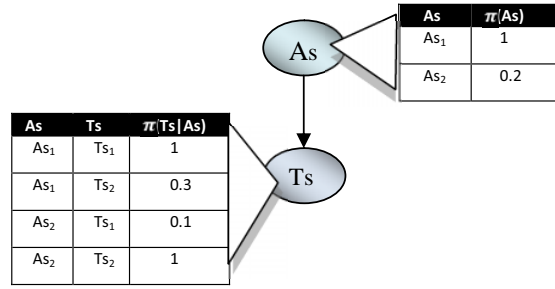 As π(As)
As₁ 1
As₂ 0.2
As
As Ts π(Ts|As)
As₁ Ts₁ 1
As₁ Ts₂ 0.3
As₂ Ts₁ 0.1
As₂ Ts₂ 1
Ts